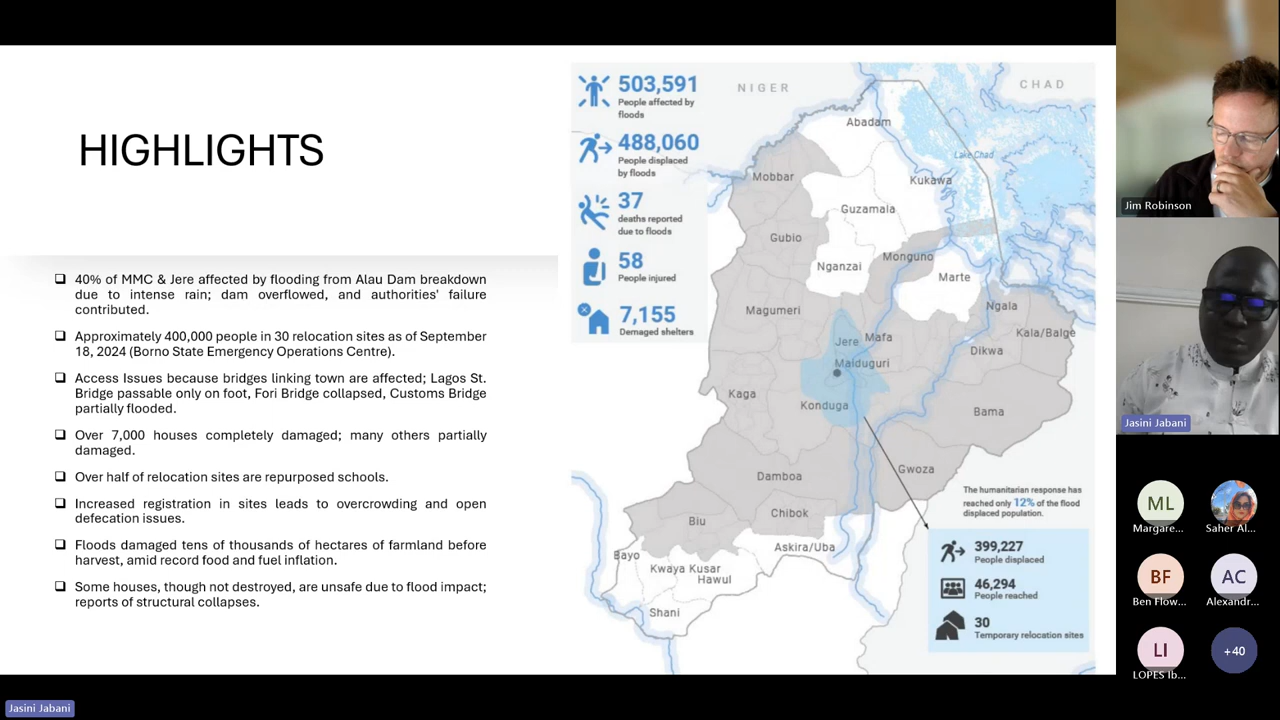 HIGHLIGHTS
❑ 40% of MMC & Jere affected by flooding from Alau Dam breakdown
due to intense rain; dam overflowed, and authorities' failure
contributed.
❑ Approximately 400,000 people in 30 relocation sites as of September
18, 2024 (Borno State Emergency Operations Centre).
❑ Access Issues because bridges linking town are affected; Lagos St.
Bridge passable only on foot, Fori Bridge collapsed, Customs Bridge
partially flooded.
❑ Over 7,000 houses completely damaged; many others partially
damaged.
❑ Over half of relocation sites are repurposed schools.
❑ Increased registration in sites leads to overcrowding and open
defecation issues.
❑ Floods damaged tens of thousands of hectares of farmland before
harvest, amid record food and fuel inflation.
❑ Some houses, though not destroyed, are unsafe due to flood impact;
reports of structural collapses.
503,591
People affected by
floods
488,060
People displaced
by floods
37
deaths reported
due to floods
58
People injured
7,155
Demaged shelters
NIGER
CHAD
Abadam
Lake Chad
Mobbar
Kukawa
Guzamala
Gubio
Monguno
Nganzai
Marte
Ngala
Magumeri
Kala/Balge
Jere
Mafa
Dikwa
Maiduguri
Kaga
Konduga
Bama
Gwoza
Damboa
Chibok
Biu
Askira/Uba
Bayo
Kwaya Kusar
Hawul
Shani
The humanitarian response has
reached only 12% of the flood
displaced population.
399,227
People displaced
46,294
People reached
30
Temporary relocation sites
Jim Robinson
Jasini Jabani
ML
Margare...
Saher Al...
BF
Ben Flow...
AC
Alexandr...
LI
LOPES Ib...
+40
Jasini Jabani